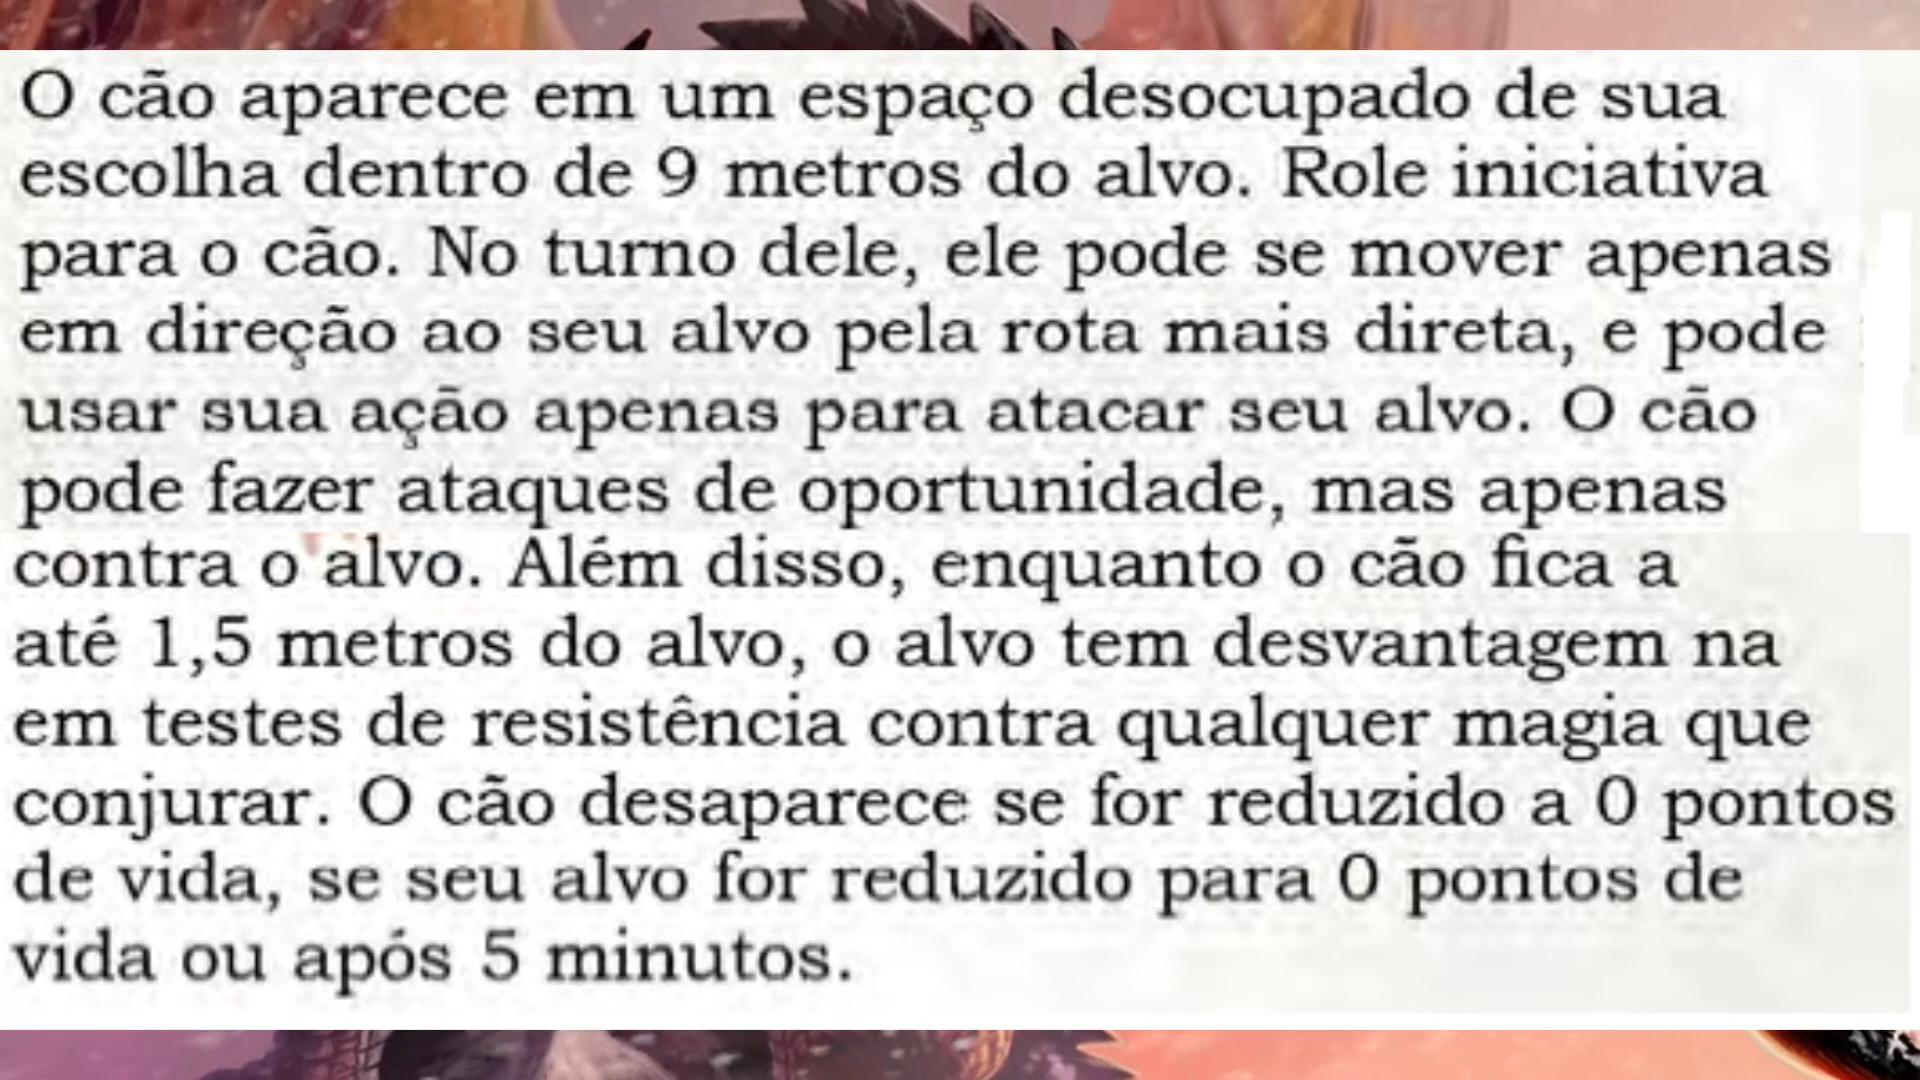 O cão aparece em um espaço desocupado de sua
escolha dentro de 9 metros do alvo. Role iniciativa
para o cão. No turno dele, ele pode se mover apenas
em direção ao seu alvo pela rota mais direta, e pode
usar sua ação apenas para atacar seu alvo. O cão
pode fazer ataques de oportunidade, mas apenas
contra o alvo. Além disso, enquanto o cão fica a
até 1,5 metros do alvo, o alvo tem desvantagem na
em testes de resistência contra qualquer magia que
conjurar. O cão desaparece se for reduzido a 0 pontos
de vida, se seu alvo for reduzido para 0 pontos de
vida ou após 5 minutos.